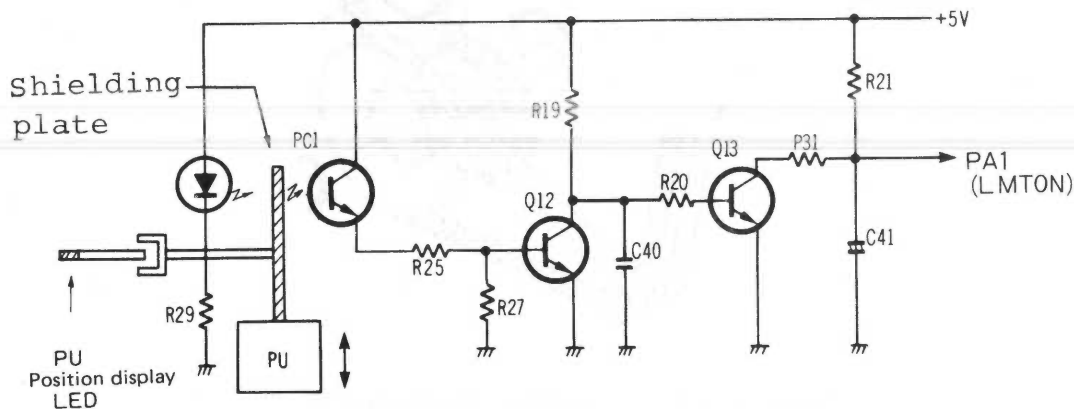 +5V
Shielding
plate
PC1
R19
R21
Q13
P31
PA1
(LMTON)
Q12
R20
R25
C40
C41
R27
R29
PU
PU
Position display
LED